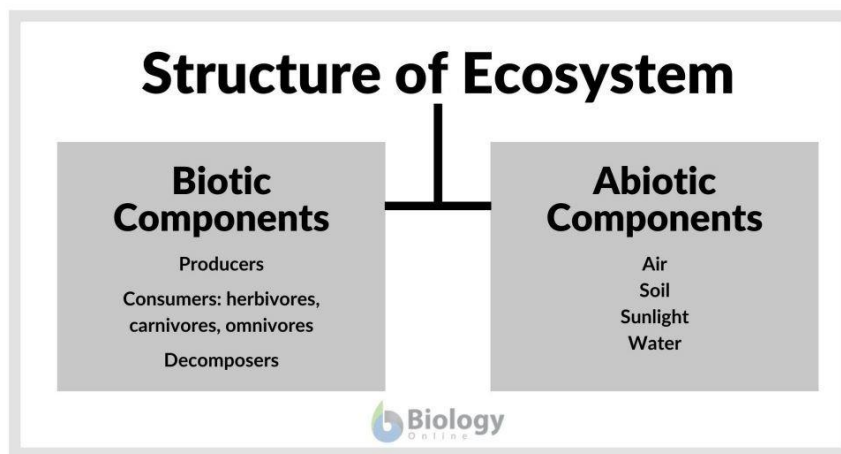 Structure of Ecosystem
Biotic
Components
Producers
Consumers: herbivores,
carnivores, omnivores
Decomposers
Abiotic
Components
Air
Soil
Sunlight
Water
Biology
Online